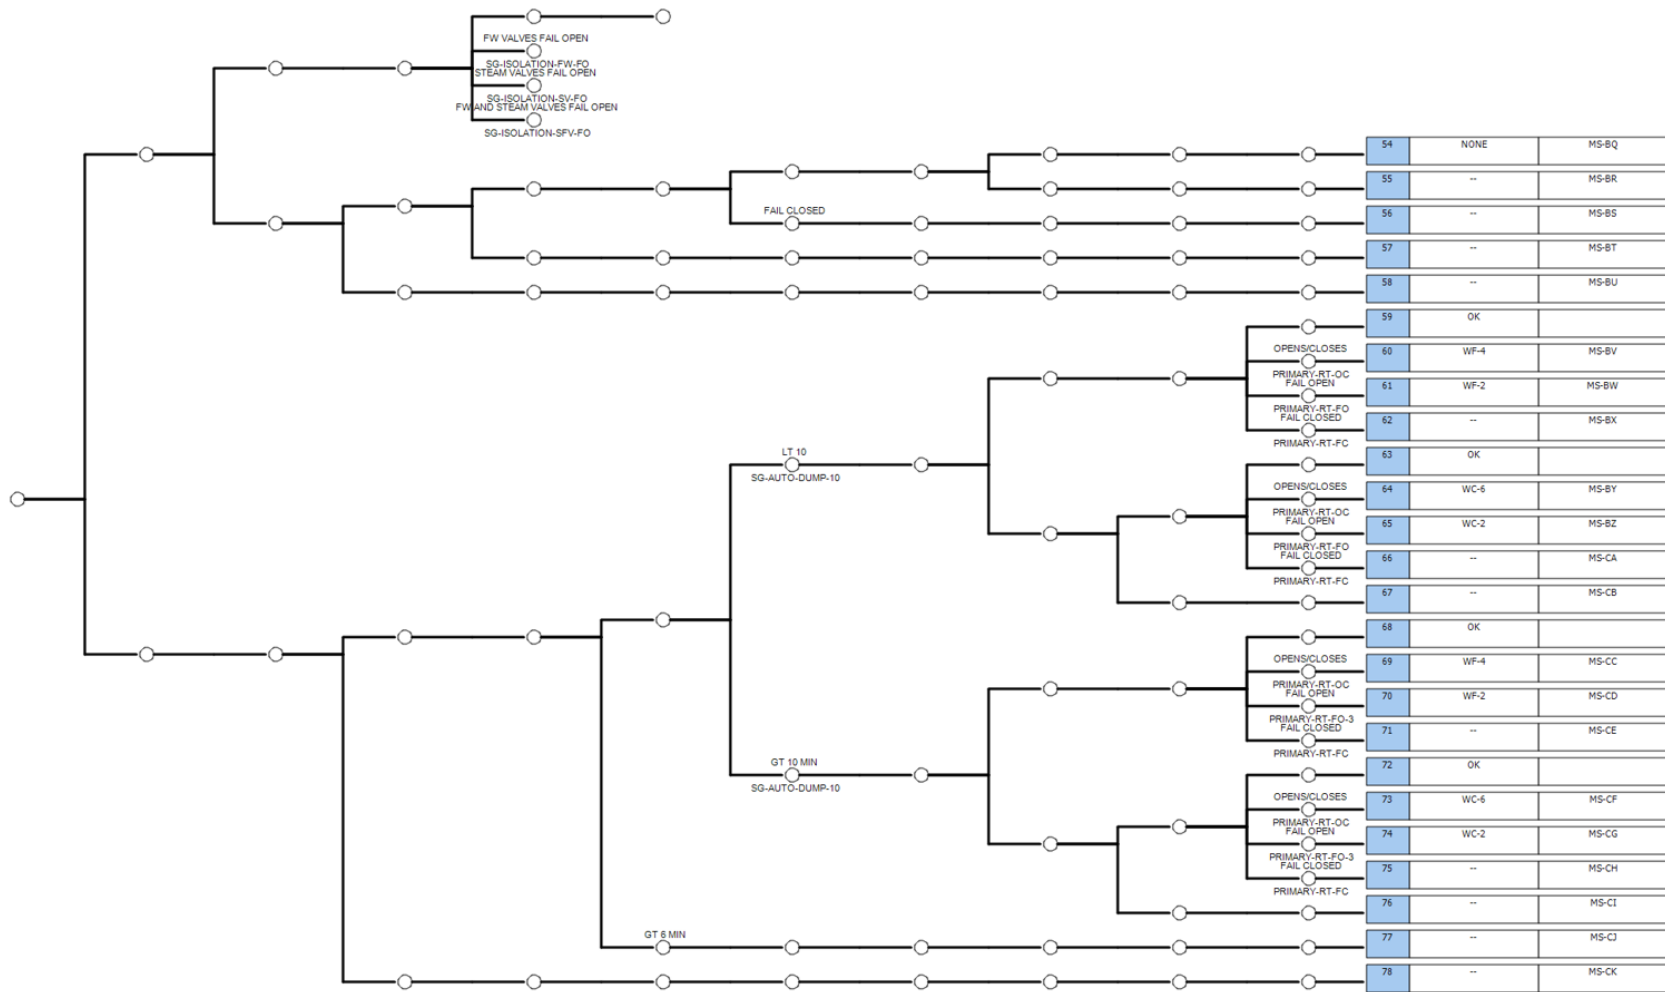 FW VALVES FAIL OPEN
SG-ISOLATION-FW-FO
STEAM VALVES FAIL OPEN
SG-ISOLATION-SV-FO
FW AND STEAM VALVES FAIL OPEN
SG-ISOLATION-SFV-FO
54 NONE MS-BQ
55 -- MS-BR
FAIL CLOSED
56 -- MS-BS
57 -- MS-BT
58 -- MS-BU
59 OK
OPENS/CLOSES
60 WF-4 MS-BV
PRIMARY-RT-OC
FAIL OPEN
61 WF-2 MS-BW
PRIMARY-RT-FO
FAIL CLOSED
62 -- MS-BX
PRIMARY-RT-FC
LT 10
SG-AUTO-DUMP-10
63 OK
OPENS/CLOSES
64 WC-6 MS-BY
PRIMARY-RT-OC
FAIL OPEN
65 WC-2 MS-BZ
PRIMARY-RT-FO
FAIL CLOSED
66 -- MS-CA
PRIMARY-RT-FC
67 -- MS-CB
68 OK
OPENS/CLOSES
69 WF-4 MS-CC
PRIMARY-RT-OC
FAIL OPEN
70 WF-2 MS-CD
PRIMARY-RT-FO-3
FAIL CLOSED
71 -- MS-CE
PRIMARY-RT-FC
GT 10 MIN
SG-AUTO-DUMP-10
72 OK
OPENS/CLOSES
73 WC-6 MS-CF
PRIMARY-RT-OC
FAIL OPEN
74 WC-2 MS-CG
PRIMARY-RT-FO-3
FAIL CLOSED
75 -- MS-CH
PRIMARY-RT-FC
76 -- MS-CI
GT 6 MIN
77 -- MS-CJ
78 -- MS-CK